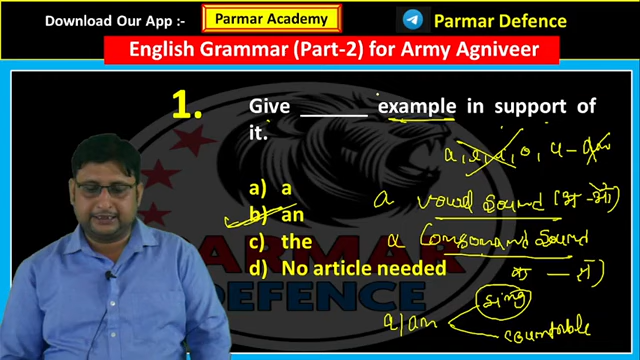 Download Our App :-
Parmar Academy
Parmar Defence
English Grammar (Part-2) for Army Agniveer
1.
Give ______ example in support of
it.
a) a
b) an
c) the
d) No article needed
PARMAR
DEFENCE
a, e, i, o, u - an
a vowel sound (अ - औ)
a Consonant sound
a/an
sing
countable